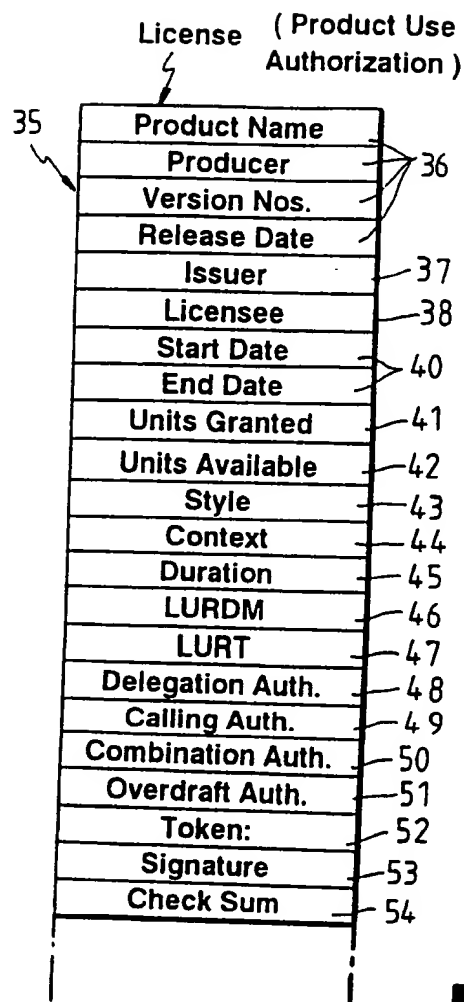 License ( Product Use
Authorization )
35
Product Name
Producer 36
Version Nos.
Release Date
Issuer 37
Licensee 38
Start Date
40
End Date
Units Granted 41
Units Available 42
Style 43
Context 44
Duration 45
LURDM 46
LURT 47
Delegation Auth. 48
Calling Auth. 49
Combination Auth. 50
Overdraft Auth. 51
Token: 52
Signature 53
Check Sum 54